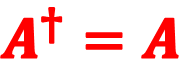 A† = A